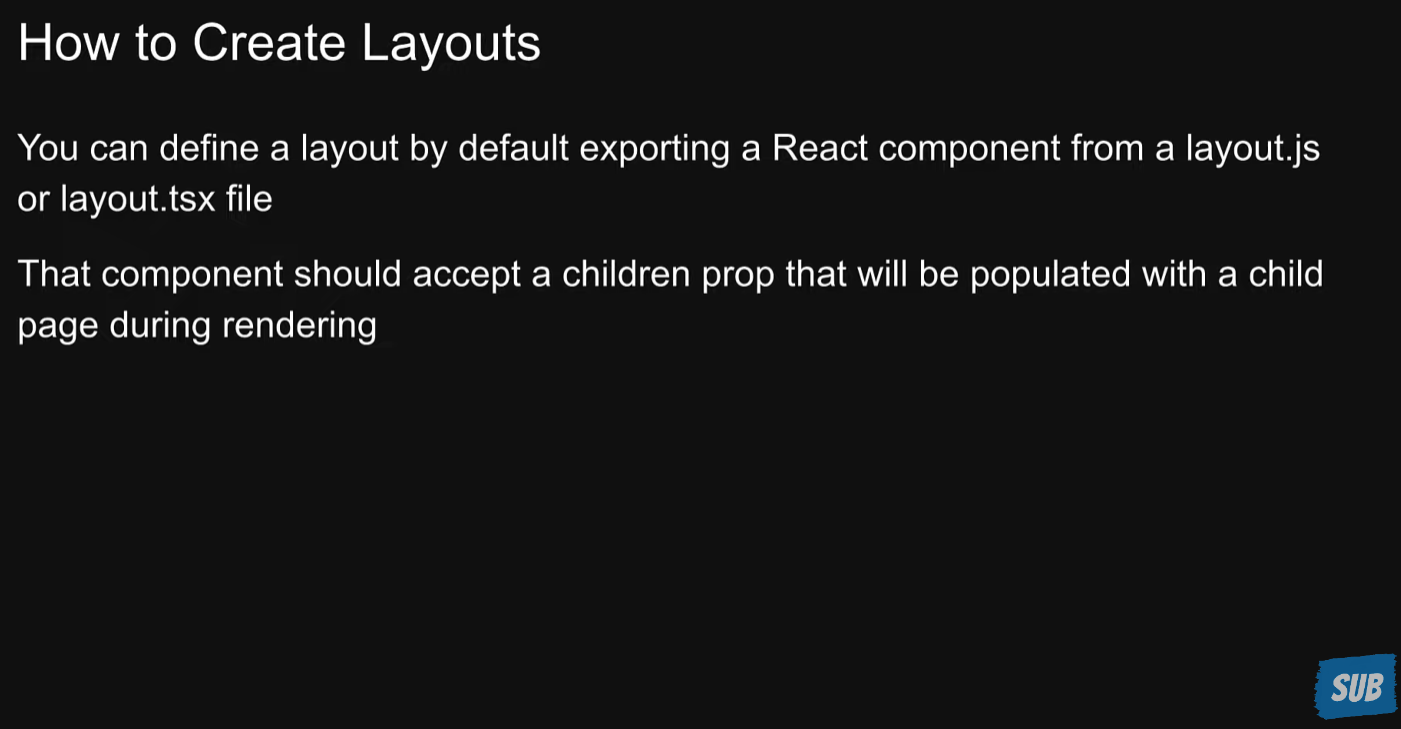 How to Create Layouts
You can define a layout by default exporting a React component from a layout.js
or layout.tsx file
That component should accept a children prop that will be populated with a child
page during rendering
SUB